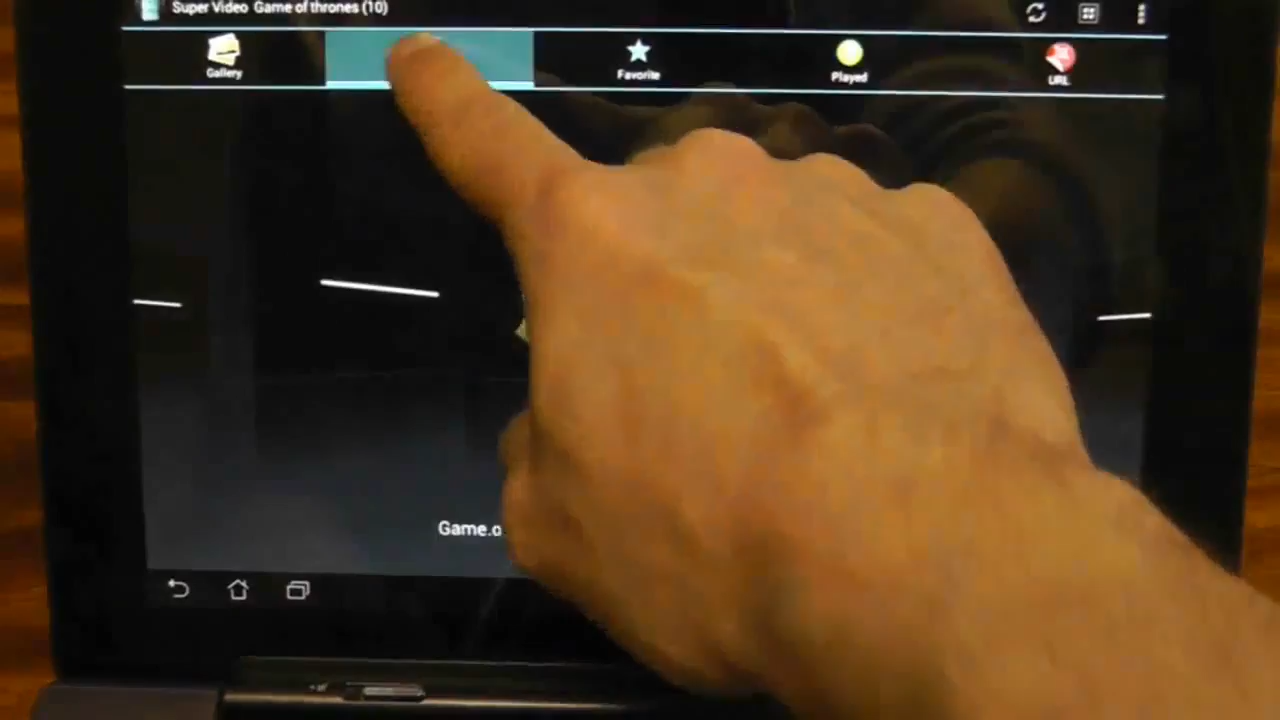 Super Video Game of thrones (10)
Gallery
Favorite
Played
URL
Game.o